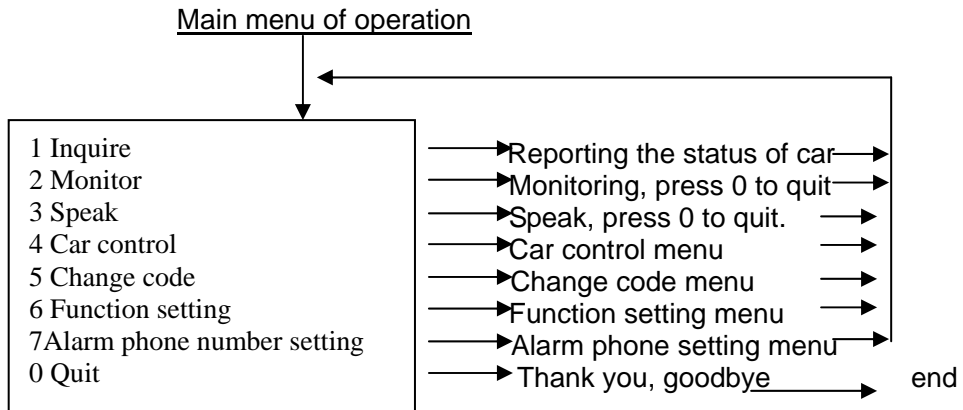 Main menu of operation
1 Inquire Reporting the status of car
2 Monitor Monitoring, press 0 to quit
3 Speak Speak, press 0 to quit.
4 Car control Car control menu
5 Change code Change code menu
6 Function setting Function setting menu
7Alarm phone number setting Alarm phone setting menu
0 Quit Thank you, goodbye end